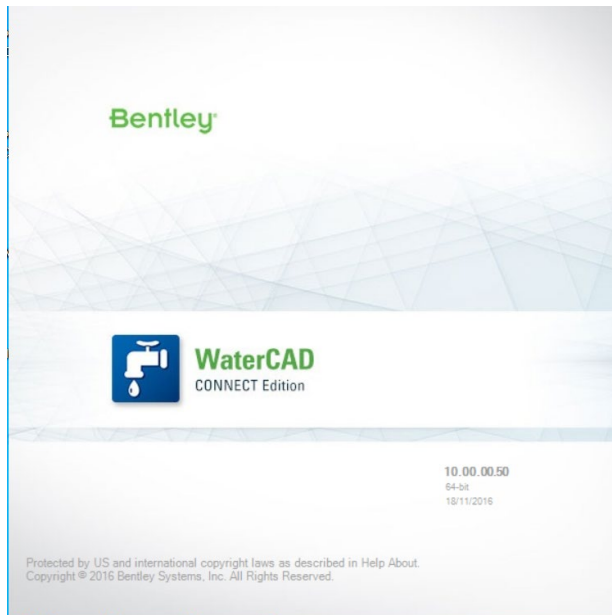 Bentley®
WaterCAD
CONNECT Edition
10.00.00.50
64-bit
18/11/2016
Protected by US and international copyright laws as described in Help About.
Copyright © 2016 Bentley Systems, Inc. All Rights Reserved.